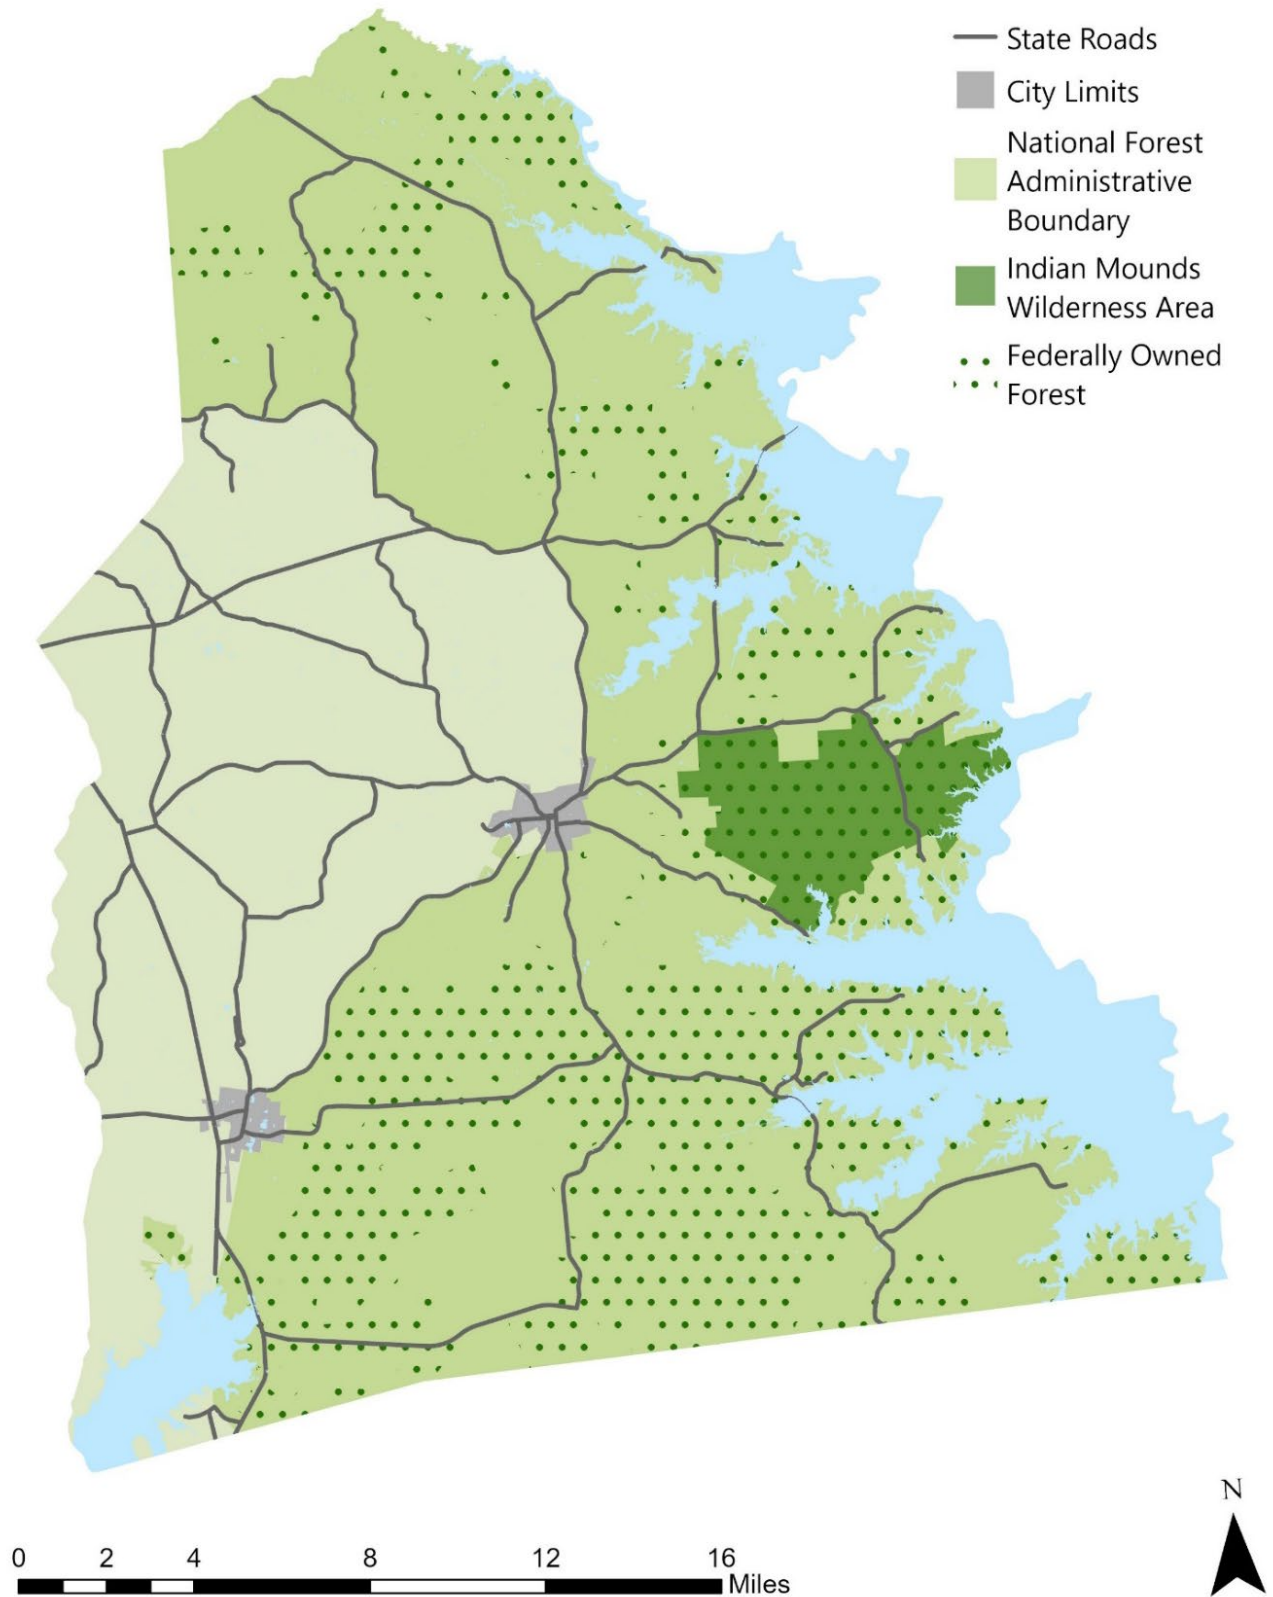 State Roads
City Limits
National Forest
Administrative
Boundary
Indian Mounds
Wilderness Area
Federally Owned
Forest
N
0 2 4 8 12 16
Miles